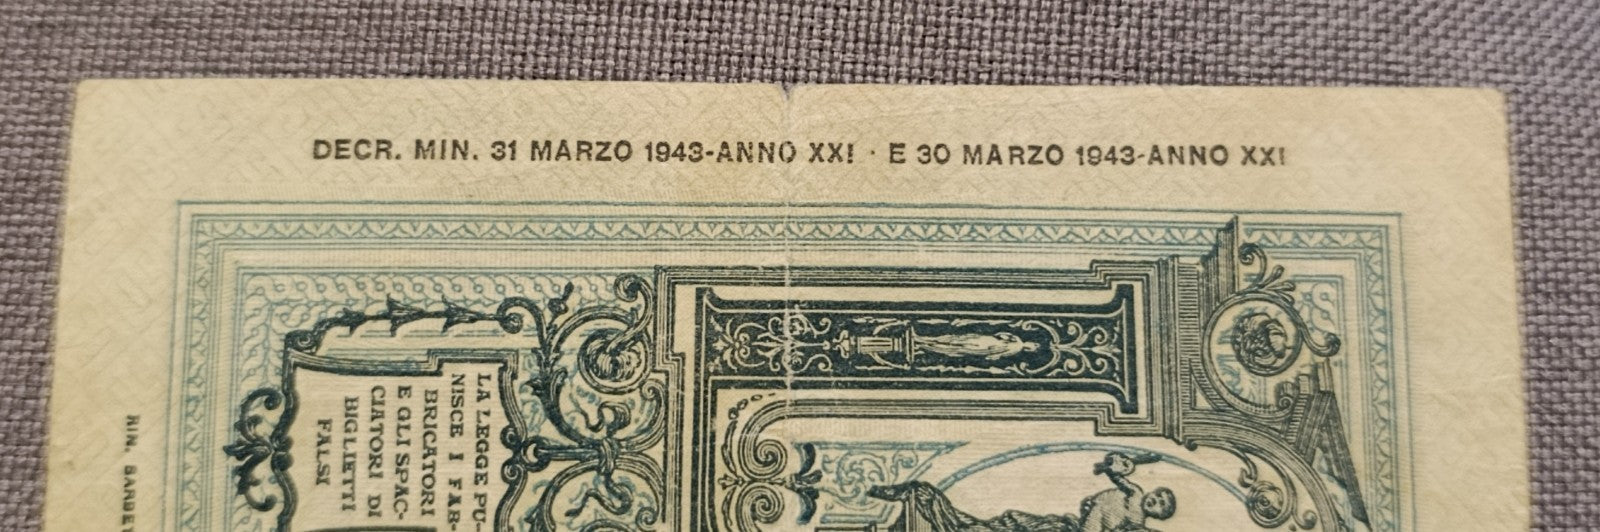 DECR. MIN. 31 MARZO 1943-ANNO XXI · E 30 MARZO 1943-ANNO XXI
LA LEGGE PU-
NISCE I FAB-
BRICATORI
E GLI SPAC-
CIATORI DI
BIGLIETTI
FALSI